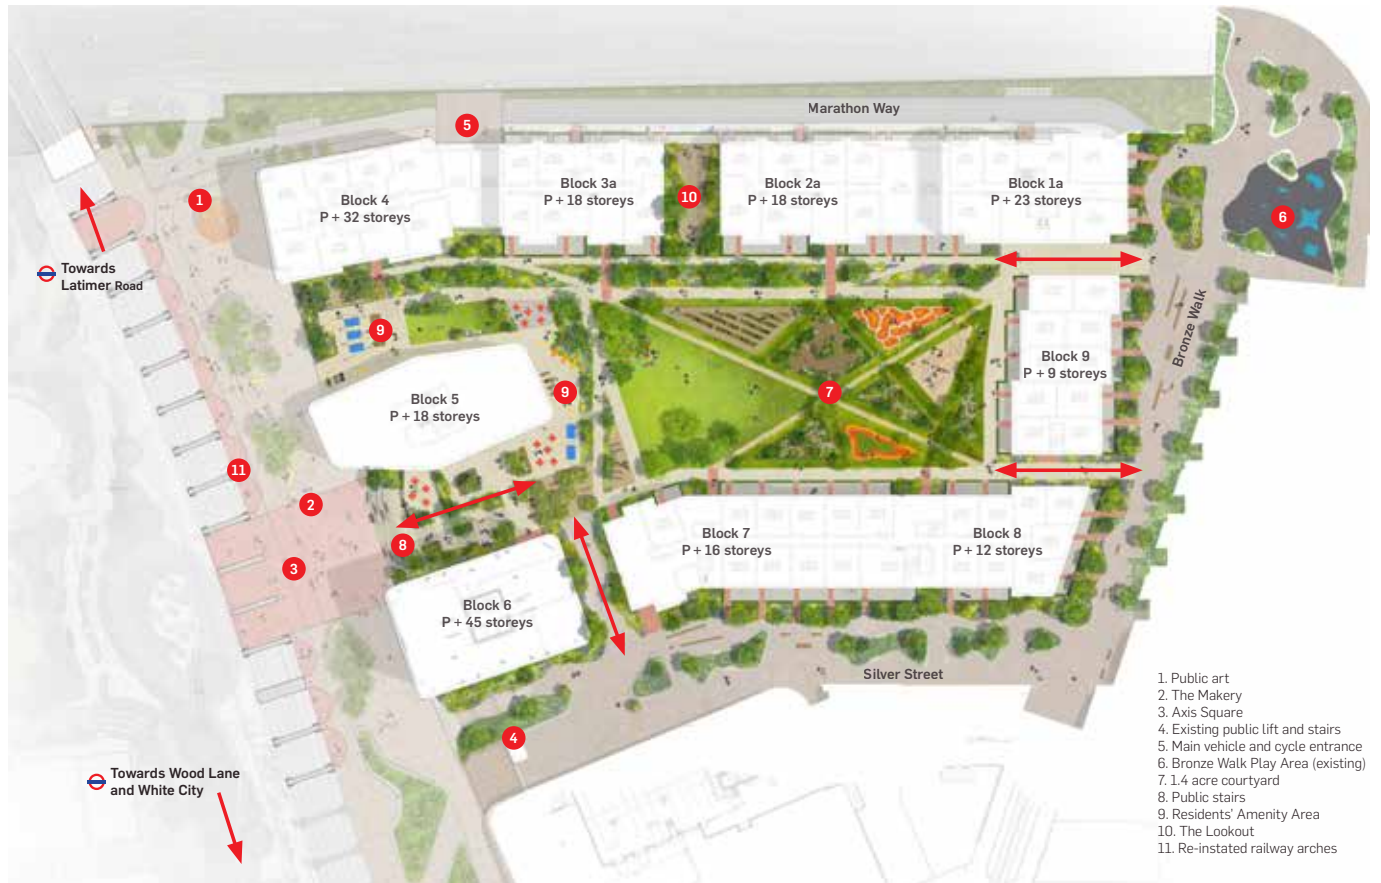 Marathon Way
5
Block 4
P + 32 storeys
Block 3a
P + 18 storeys
Block 2a
P + 18 storeys
Block 1a
P + 23 storeys
1
10
6
Towards
Latimer Road
9
Bronze Walk
Block 9
P + 9 storeys
Block 5
P + 18 storeys
9
7
11
2
8
3
Block 7
P + 16 storeys
Block 8
P + 12 storeys
Block 6
P + 45 storeys
Silver Street
4
Towards Wood Lane
and White City
1. Public art
2. The Makery
3. Axis Square
4. Existing public lift and stairs
5. Main vehicle and cycle entrance
6. Bronze Walk Play Area (existing)
7. 1.4 acre courtyard
8. Public stairs
9. Residents' Amenity Area
10. The Lookout
11. Re-instated railway arches